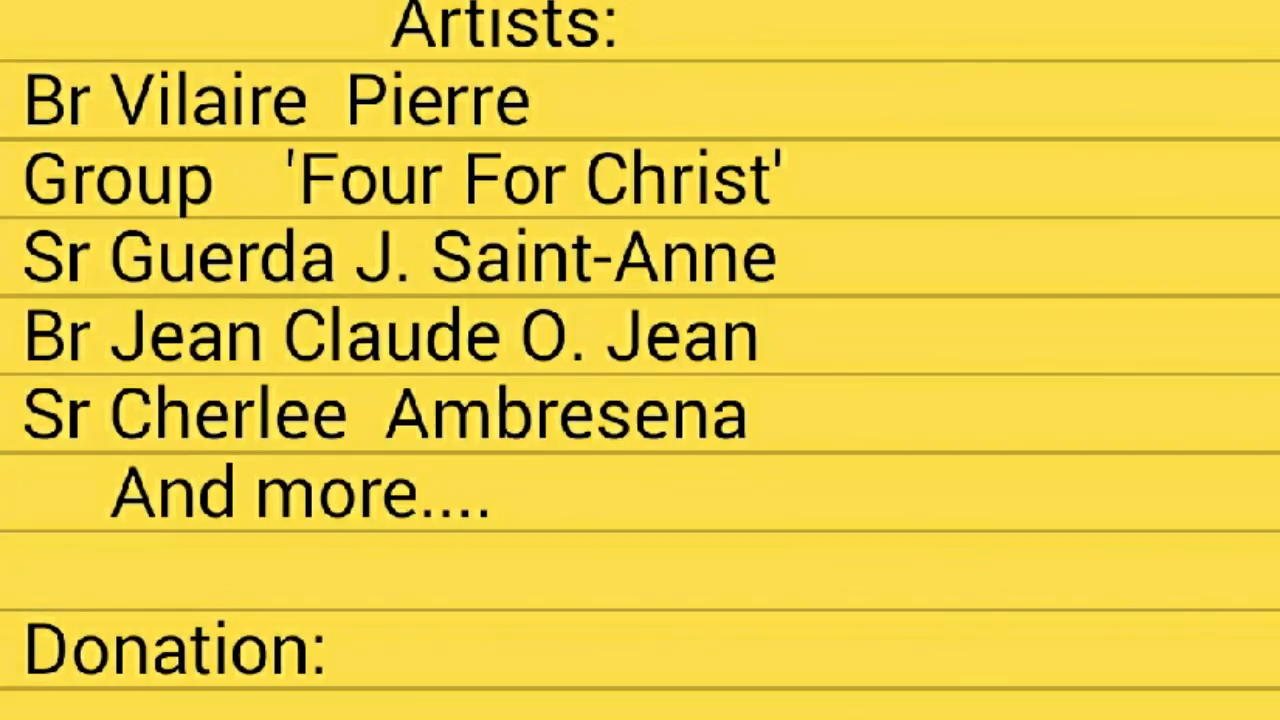 Artists:
Br Vilaire Pierre
Group 'Four For Christ'
Sr Guerda J. Saint-Anne
Br Jean Claude O. Jean
Sr Cherlee Ambresena
And more....
Donation: